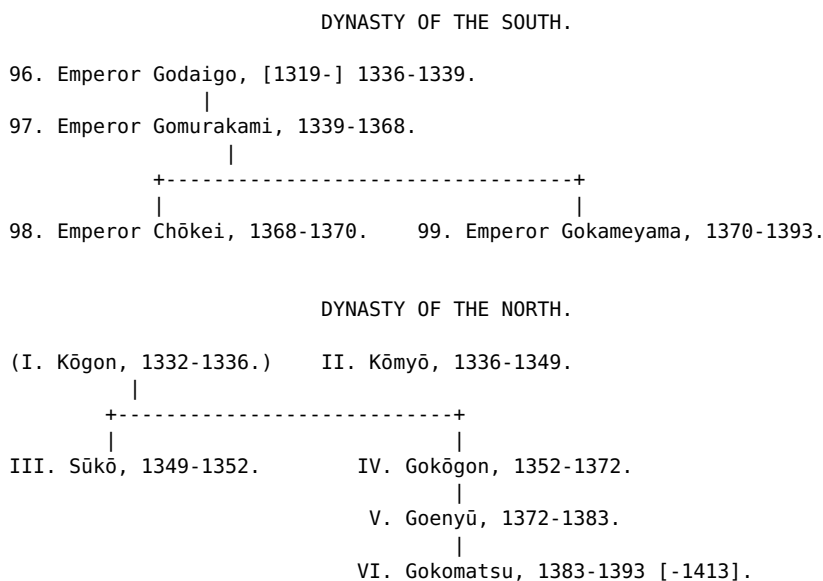 DYNASTY OF THE SOUTH.
96. Emperor Godaigo, [1319-] 1336-1339.
97. Emperor Gomurakami, 1339-1368.
98. Emperor Chōkei, 1368-1370. 99. Emperor Gokameyama, 1370-1393.
DYNASTY OF THE NORTH.
(I. Kōgon, 1332-1336.) II. Kōmyō, 1336-1349.
III. Sūkō, 1349-1352. IV. Gokōgon, 1352-1372.
V. Goenyū, 1372-1383.
VI. Gokomatsu, 1383-1393 [-1413].